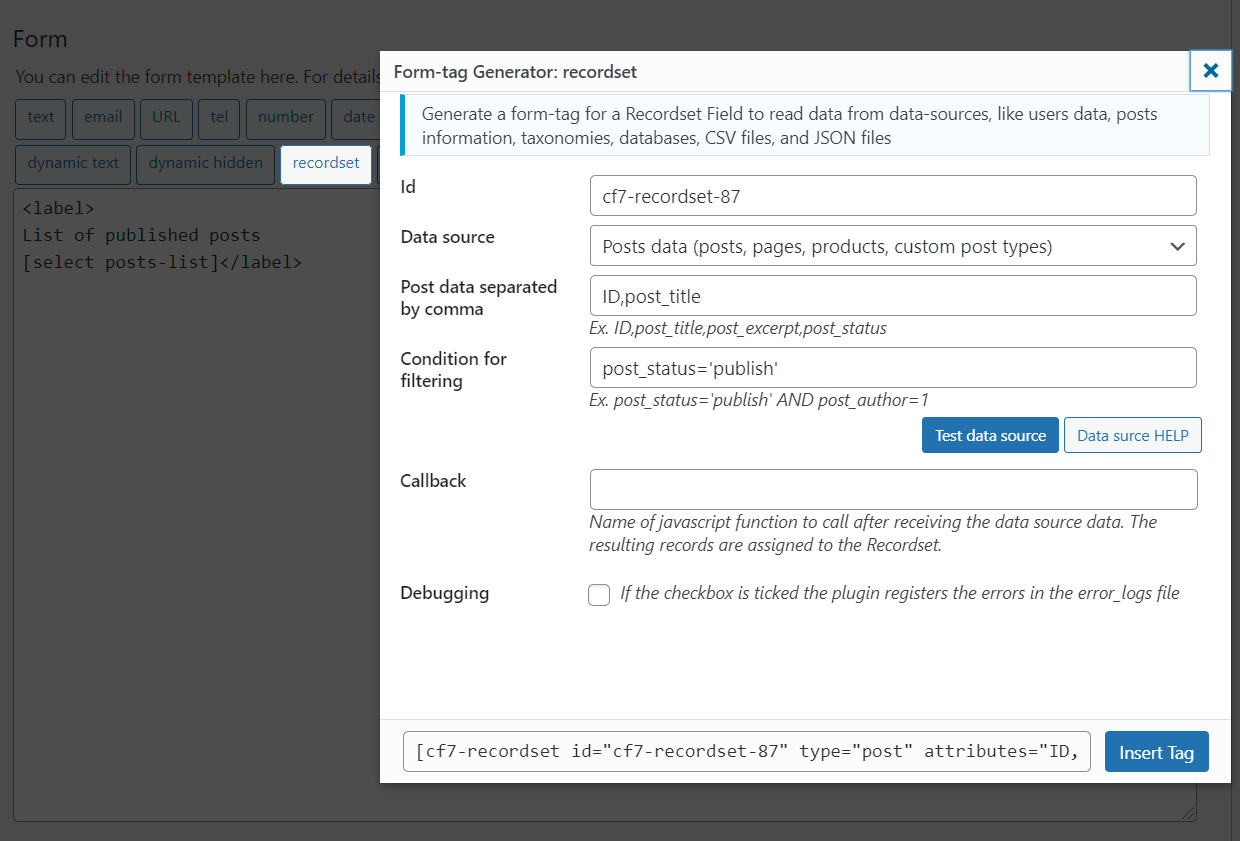 Form
You can edit the form template here. For details
text email URL tel number date
dynamic text dynamic hidden recordset
<label>
List of published posts
[select posts-list]</label>
Form-tag Generator: recordset
Generate a form-tag for a Recordset Field to read data from data-sources, like users data, posts
information, taxonomies, databases, CSV files, and JSON files
Id
cf7-recordset-87
Data source
Posts data (posts, pages, products, custom post types)
Post data separated
by comma
ID,post_title
Ex. ID,post_title,post_excerpt,post_status
Condition for
filtering
post_status='publish'
Ex. post_status='publish' AND post_author=1
Test data source Data surce HELP
Callback
Name of javascript function to call after receiving the data source data. The
resulting records are assigned to the Recordset.
Debugging
If the checkbox is ticked the plugin registers the errors in the error_logs file
[cf7-recordset id="cf7-recordset-87" type="post" attributes="ID,
Insert Tag